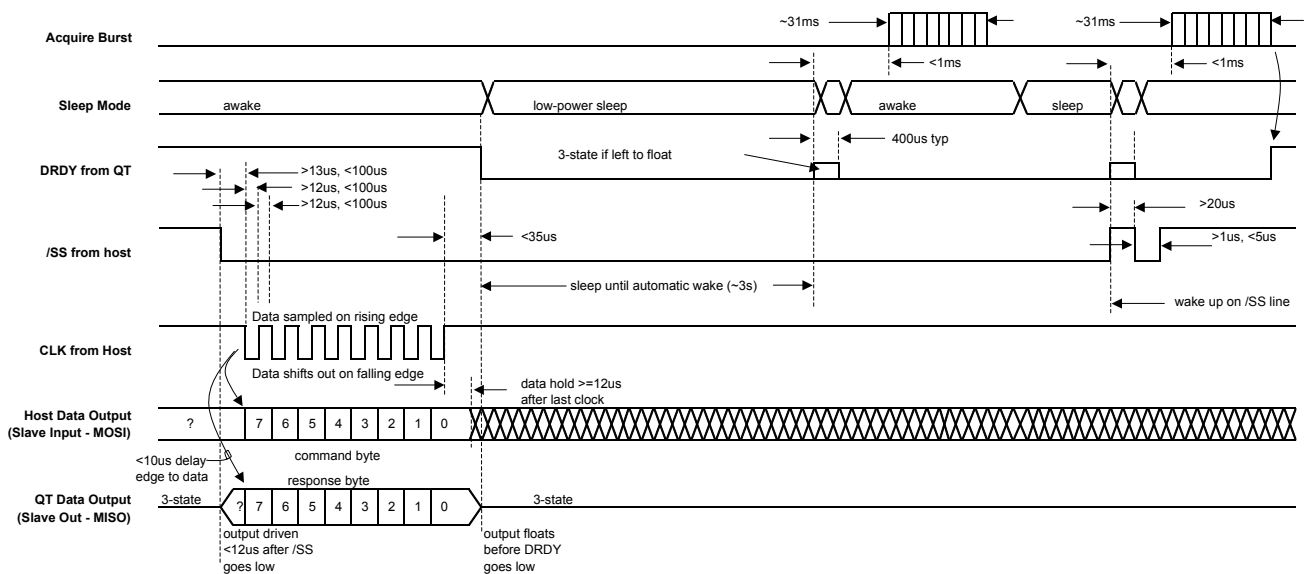 Acquire Burst
~31ms
~31ms
<1ms
<1ms
Sleep Mode
awake
low-power sleep
awake
sleep
400us typ
3-state if left to float
DRDY from QT
>13us, <100us
>12us, <100us
>12us, <100us
>20us
<35us
/SS from host
>1us, <5us
sleep until automatic wake (~3s)
wake up on /SS line
Data sampled on rising edge
CLK from Host
Data shifts out on falling edge
data hold >=12us
after last clock
Host Data Output
(Slave Input - MOSI)
? 7 6 5 4 3 2 1 0
<10us delay
edge to data
command byte
response byte
QT Data Output
(Slave Out - MISO)
3-state
? 7 6 5 4 3 2 1 0
3-state
output driven
<12us after /SS
goes low
output floats
before DRDY
goes low